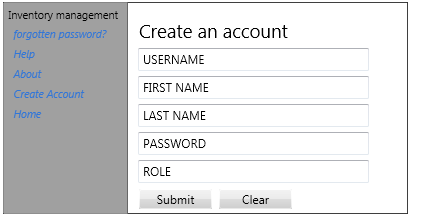 Inventory management
forgotten password?
Help
About
Create Account
Home
Create an account
USERNAME
FIRST NAME
LAST NAME
PASSWORD
ROLE
Submit
Clear